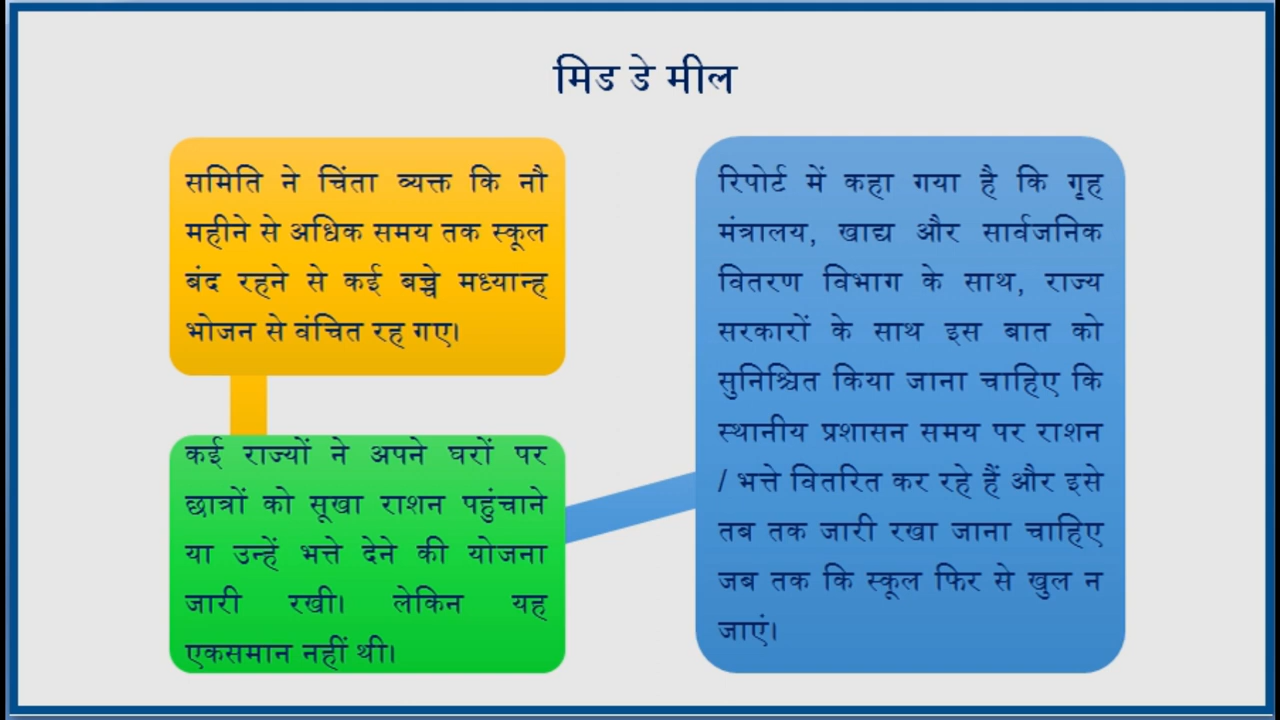 मिड डे मील
समिति ने चिंता व्यक्त कि नौ
महीने से अधिक समय तक स्कूल
बंद रहने से कई बच्चे मध्यान्ह
भोजन से वंचित रह गए।
कई राज्यों ने अपने घरों पर
छात्रों को सूखा राशन पहुंचाने
या उन्हें भत्ते देने की योजना
जारी रखी। लेकिन यह
एकसमान नहीं थी।
रिपोर्ट में कहा गया है कि गृह
मंत्रालय, खाद्य और सार्वजनिक
वितरण विभाग के साथ, राज्य
सरकारों के साथ इस बात को
सुनिश्चित किया जाना चाहिए कि
स्थानीय प्रशासन समय पर राशन
/ भत्ते वितरित कर रहे हैं और इसे
तब तक जारी रखा जाना चाहिए
जब तक कि स्कूल फिर से खुल न
जाएं।